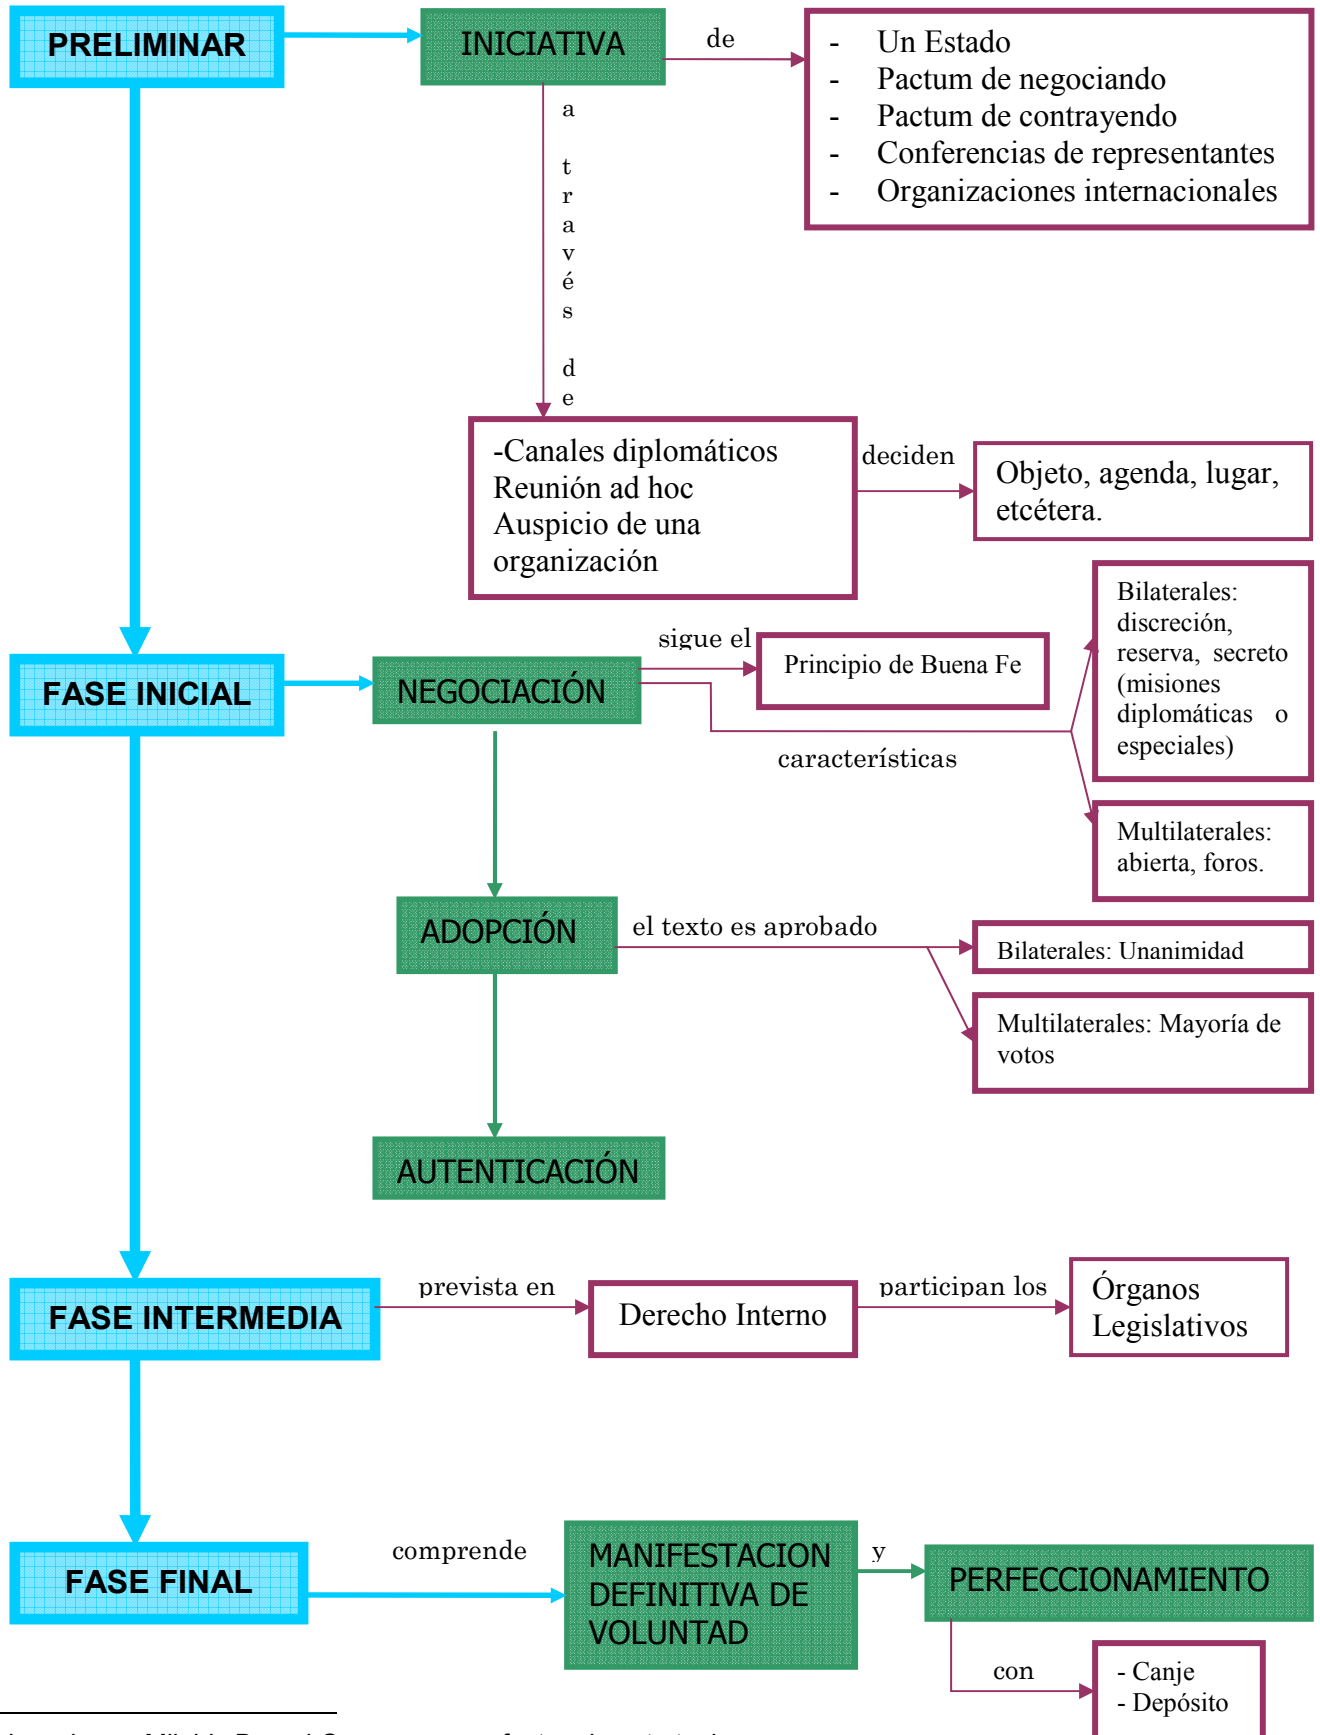 PRELIMINAR
INICIATIVA
de
- Un Estado
- Pactum de negociando
- Pactum de contrayendo
- Conferencias de representantes
- Organizaciones internacionales
a través de
-Canales diplomáticos
Reunión ad hoc
Auspicio de una
organización
deciden
Objeto, agenda, lugar,
etcétera.
FASE INICIAL
NEGOCIACIÓN
sigue el
Principio de Buena Fe
características
Bilaterales:
discreción,
reserva, secreto
(misiones
diplomáticas o
especiales)
Multilaterales:
abierta, foros.
ADOPCIÓN
el texto es aprobado
Bilaterales: Unanimidad
Multilaterales: Mayoría de
votos
AUTENTICACIÓN
FASE INTERMEDIA
prevista en
Derecho Interno
participan los
Órganos
Legislativos
FASE FINAL
comprende
MANIFESTACION
DEFINITIVA DE
VOLUNTAD
y
PERFECCIONAMIENTO
con
- Canje
- Depósito